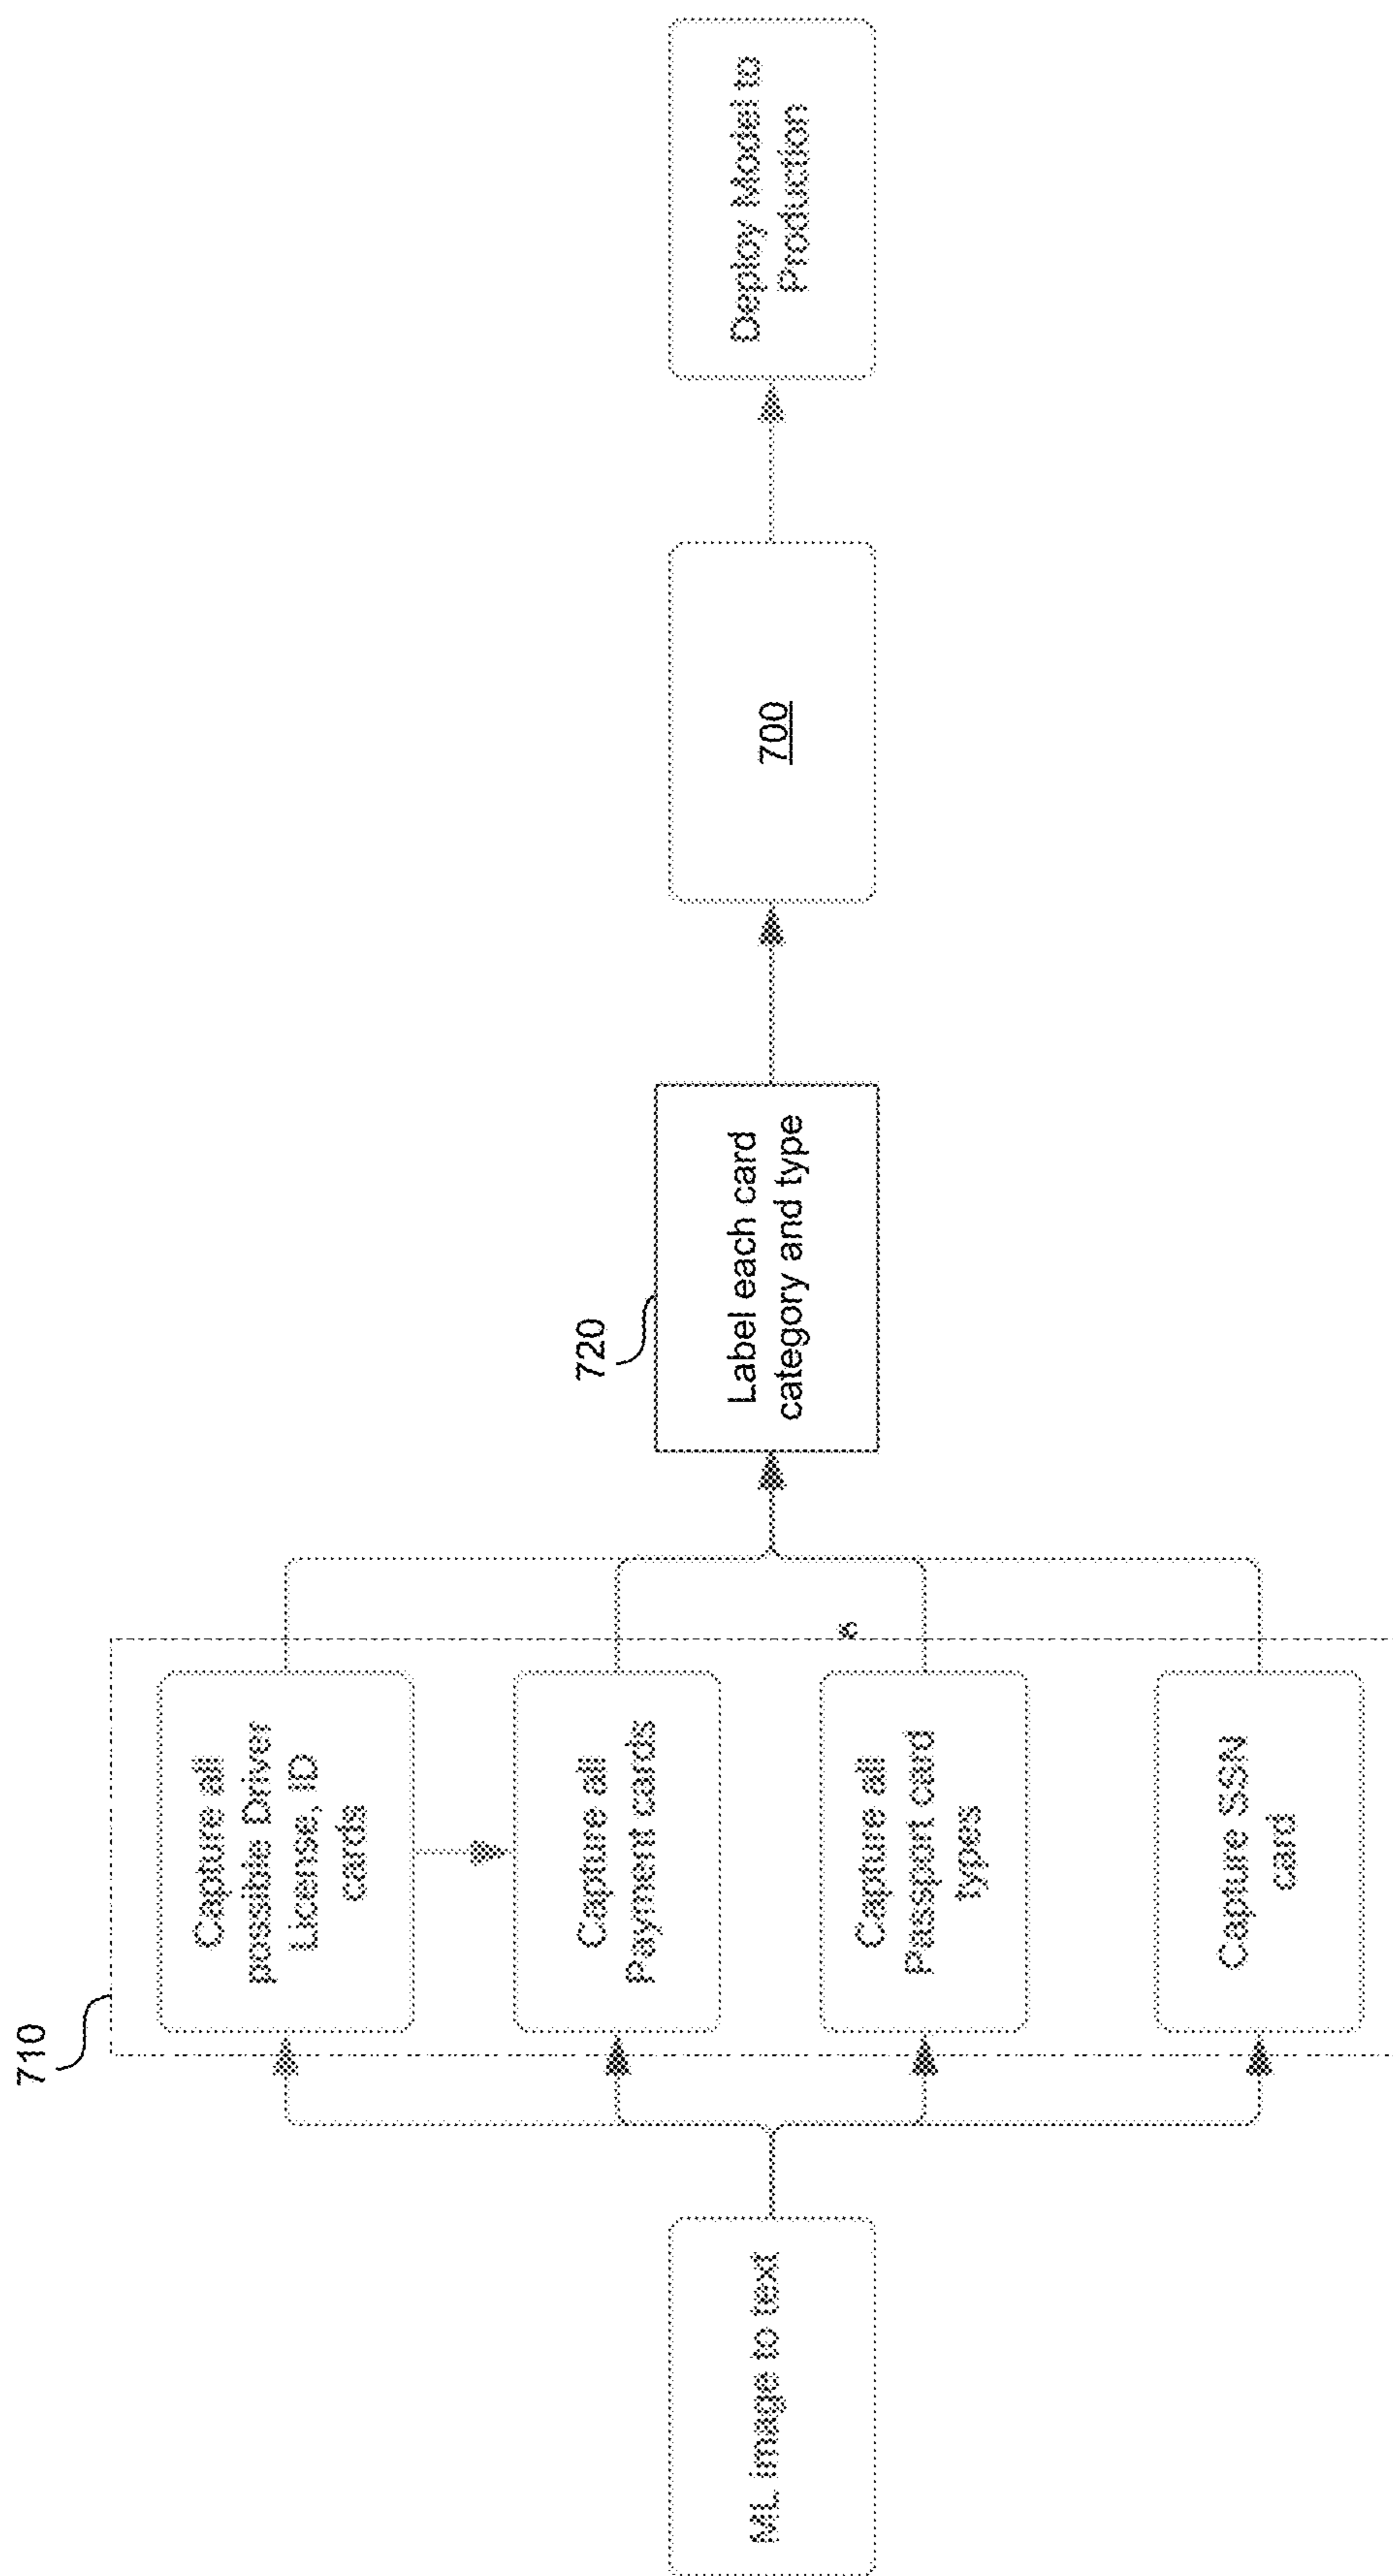 ML image to text
710
Capture all
possible Driver
License, ID
cards
Capture all
Payment cards
Capture all
Passport card
types
Capture SSN
card
720
Label each card
category and type
700
Deploy Model to
Production